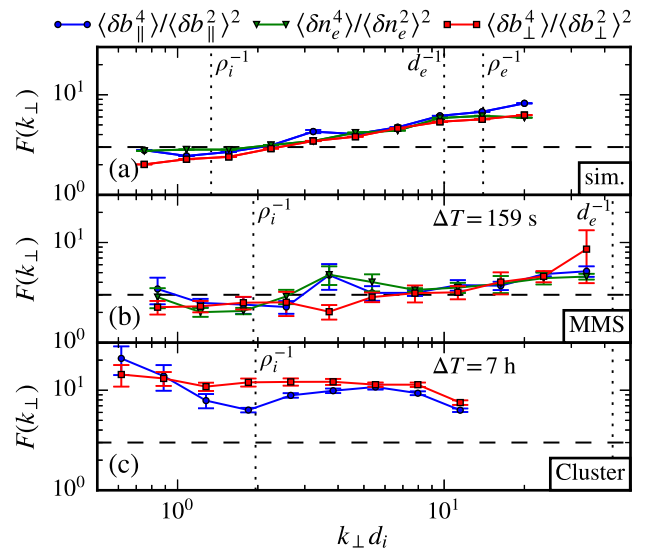 ⟨δb∥⁴⟩/⟨δb∥²⟩² ⟨δnₑ⁴⟩/⟨δnₑ²⟩² ⟨δb⊥⁴⟩/⟨δb⊥²⟩²
ρᵢ⁻¹ dₑ⁻¹ ρₑ⁻¹
10¹
F(k⊥)
(a)
sim.
10⁰
ρᵢ⁻¹ ΔT = 159 s dₑ⁻¹
10¹
F(k⊥)
(b)
MMS
10⁰
ρᵢ⁻¹ ΔT = 7 h
10¹
F(k⊥)
(c)
Cluster
10⁰
10⁰ 10¹
k⊥dᵢ